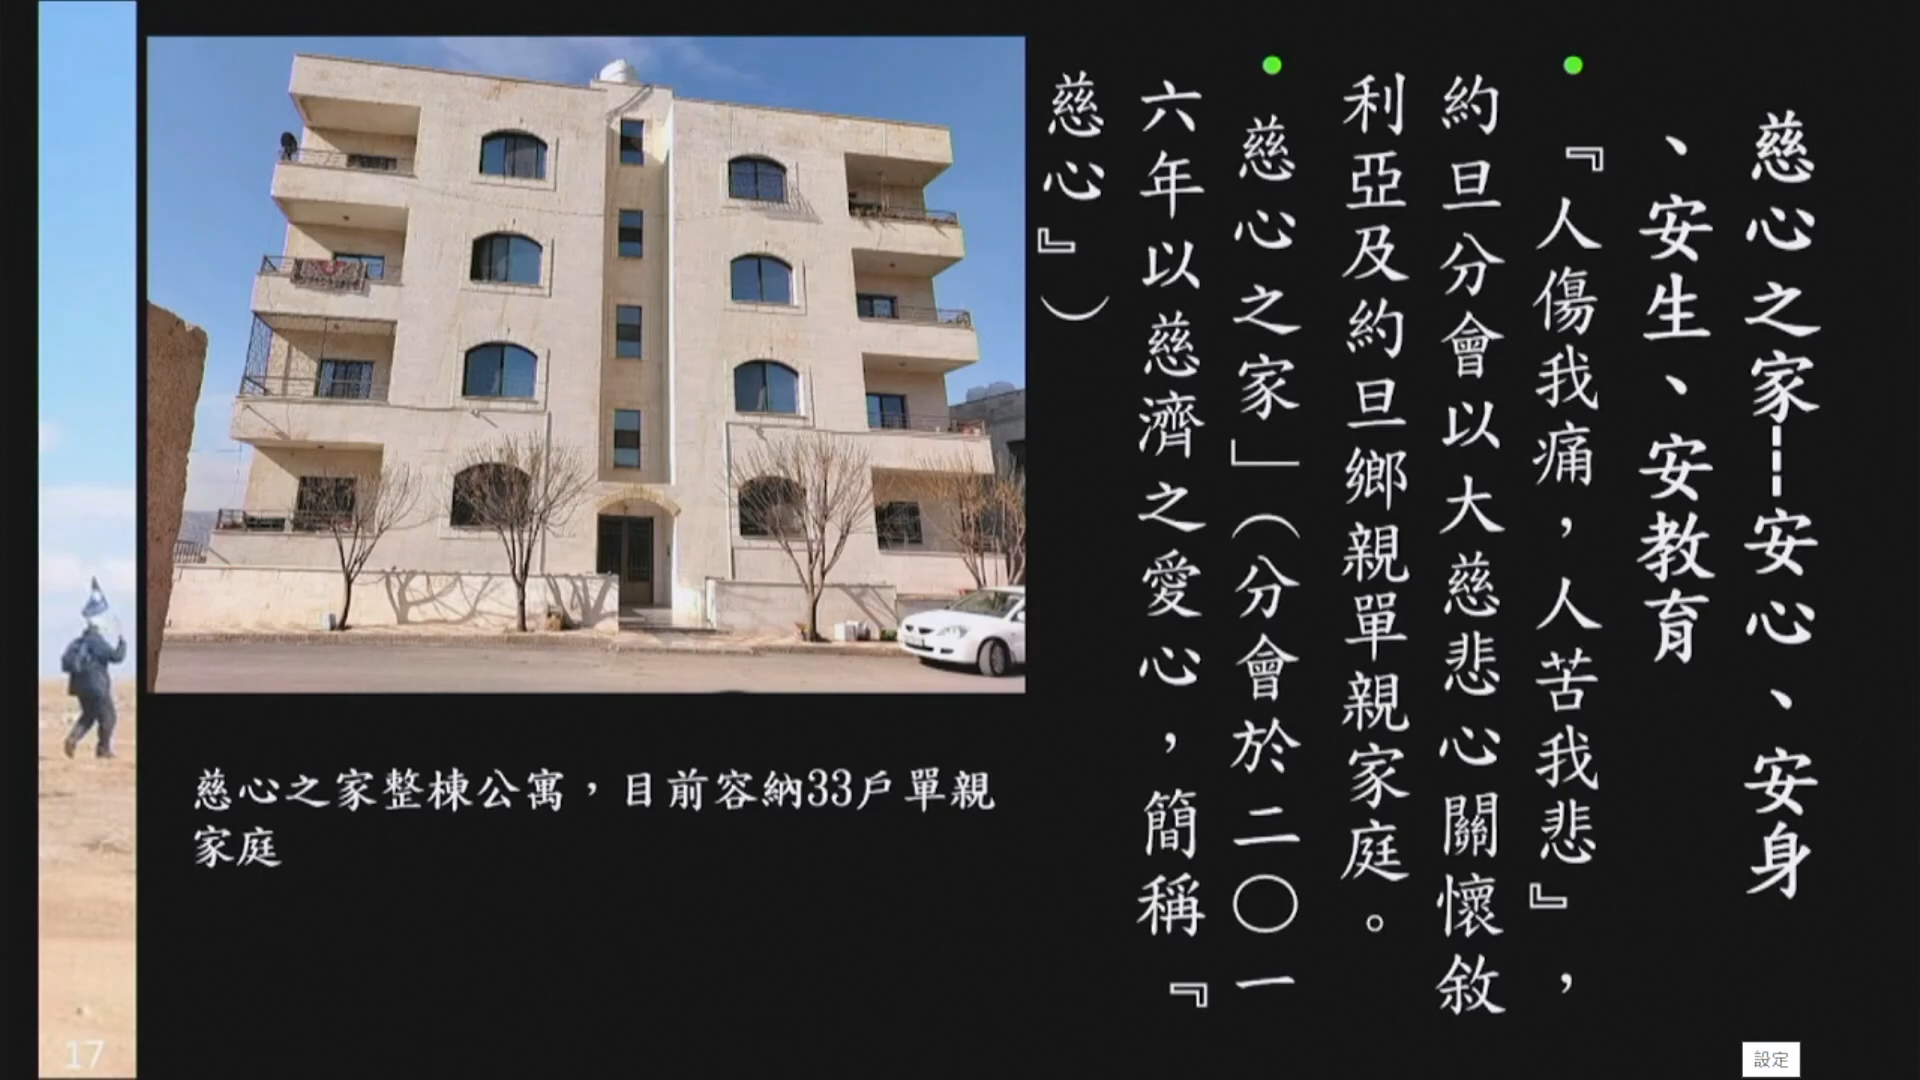 慈心之家----安心、安身
、安生、安教育
『人傷我痛，人苦我悲』，
約旦分會以大慈悲心關懷敘
利亞及約旦鄉親單親家庭。
慈心之家」（分會於二〇一
六年以慈濟之愛心，簡稱『
慈心』）
慈心之家整棟公寓，目前容納33戶單親
家庭
17
設定